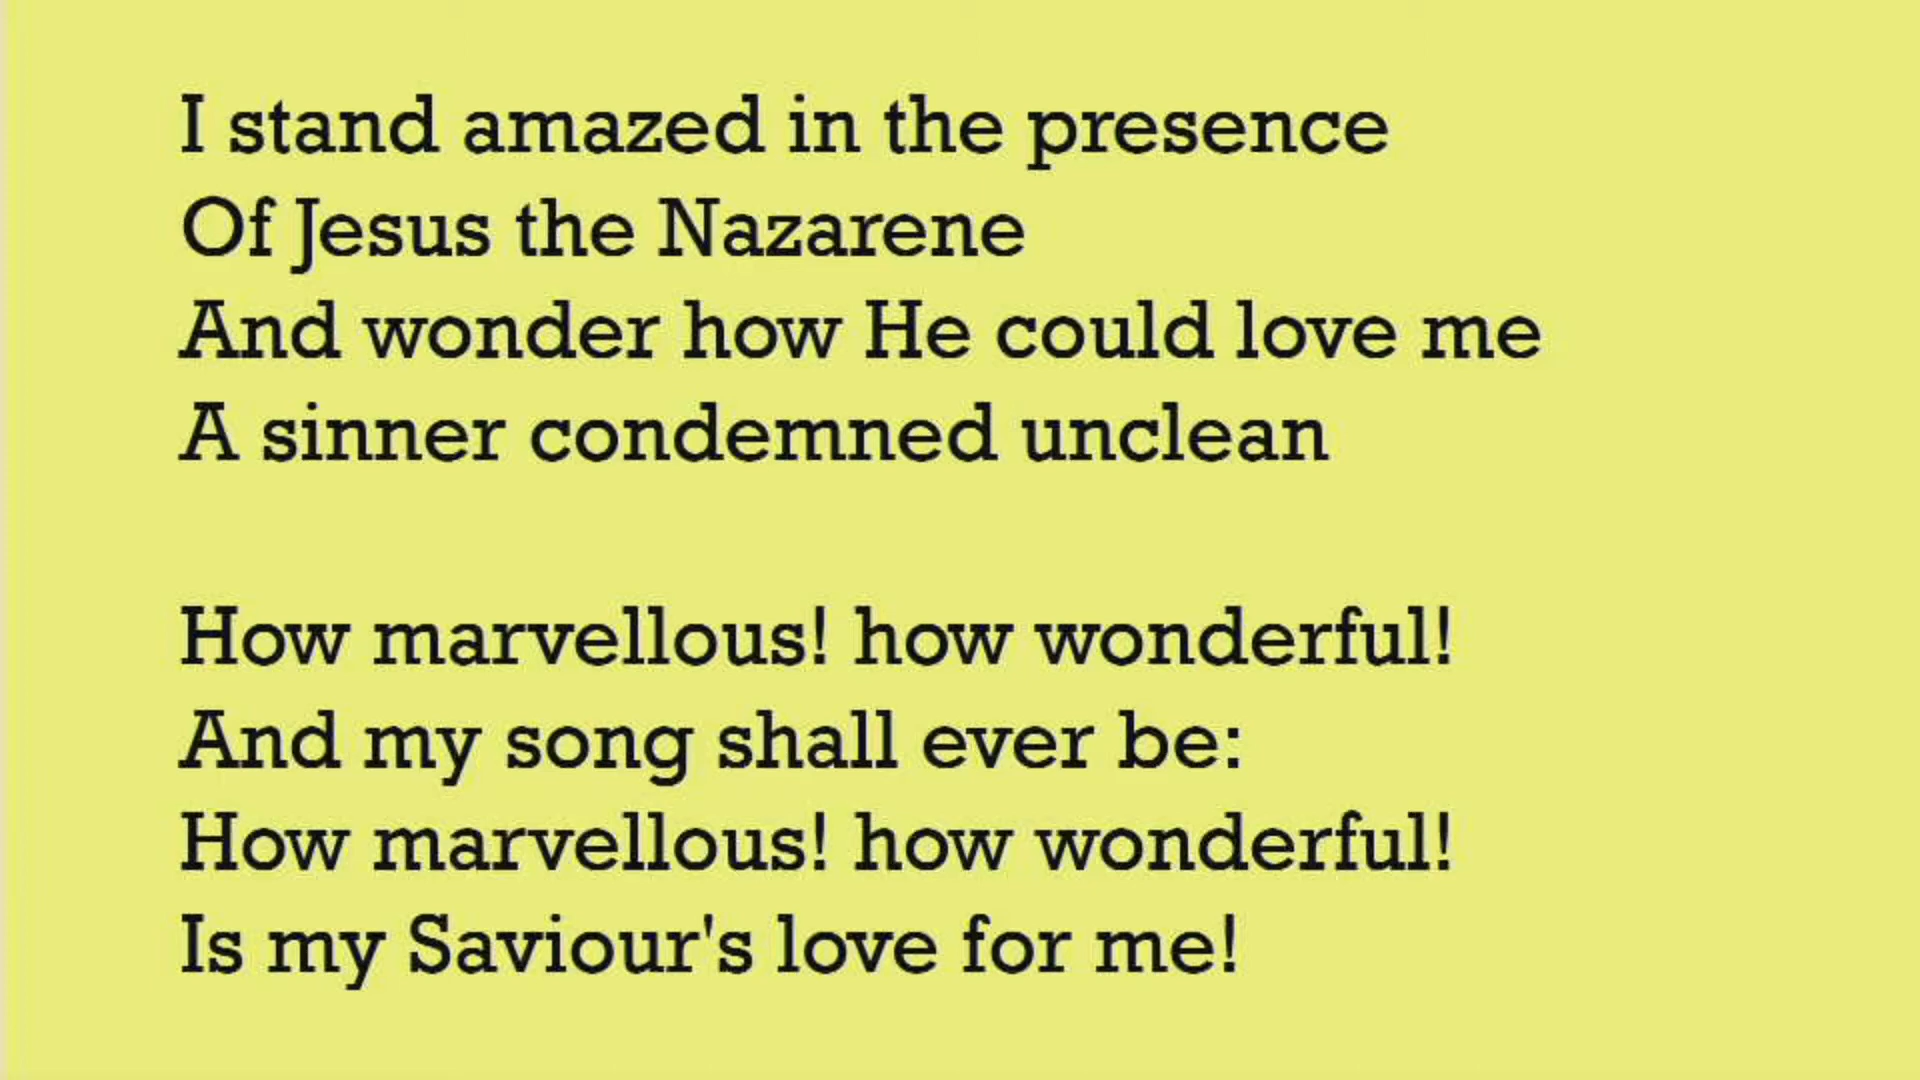 I stand amazed in the presence
Of Jesus the Nazarene
And wonder how He could love me
A sinner condemned unclean
How marvellous! how wonderful!
And my song shall ever be:
How marvellous! how wonderful!
Is my Saviour's love for me!